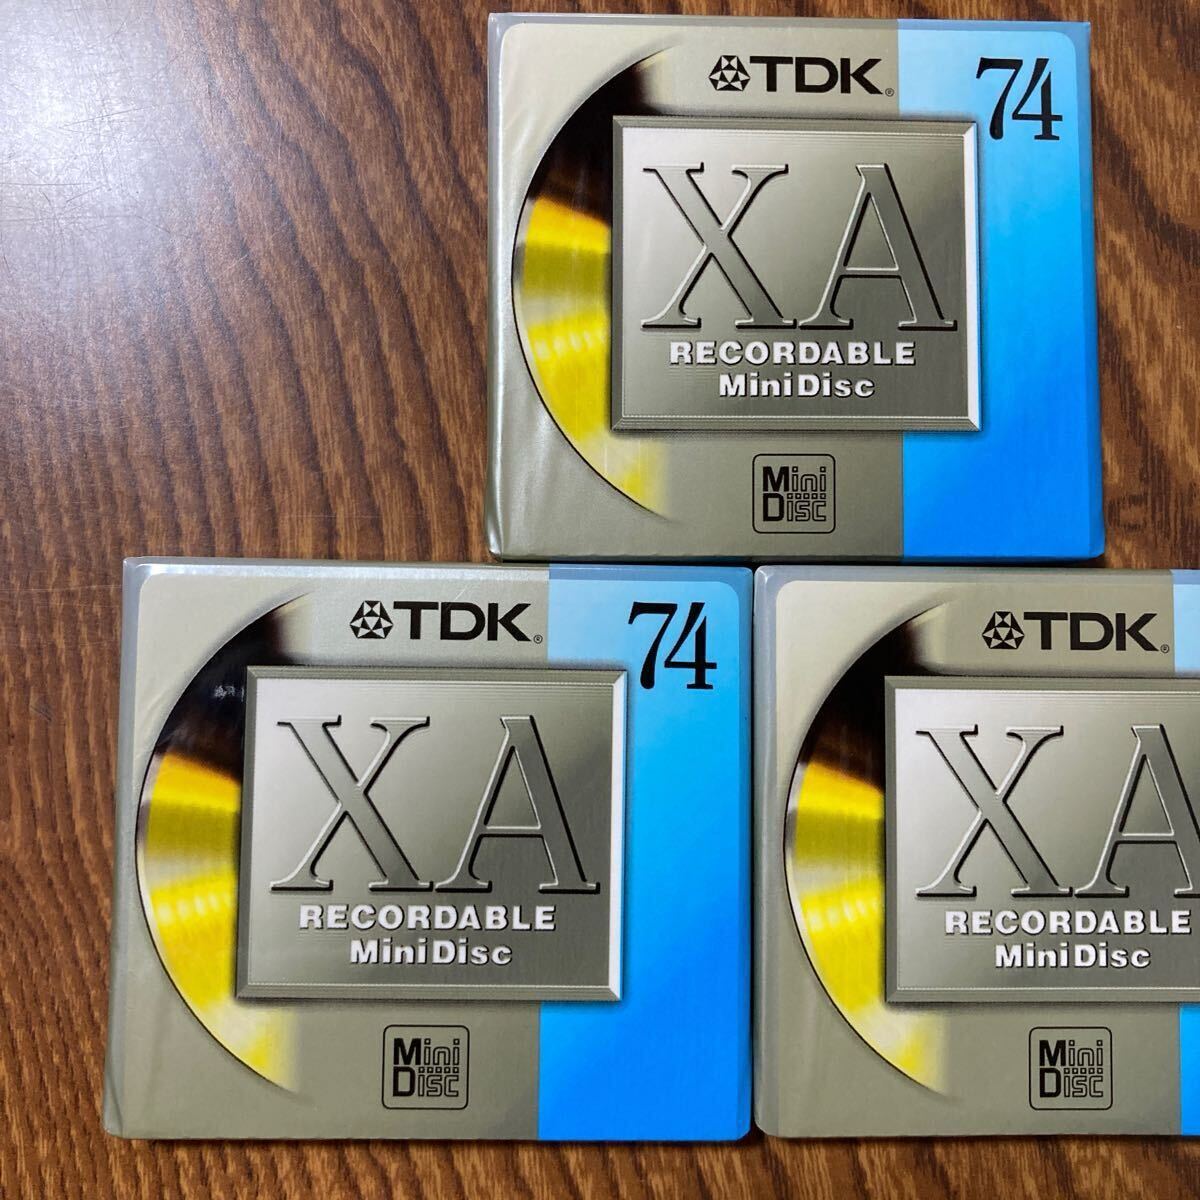 TDK®
74
XA
RECORDABLE
MiniDisc
Mini
Disc
TDK®
74
XA
RECORDABLE
MiniDisc
Mini
Disc
TDK®
XA
RECORDABLE
MiniDisc
Mini
Disc